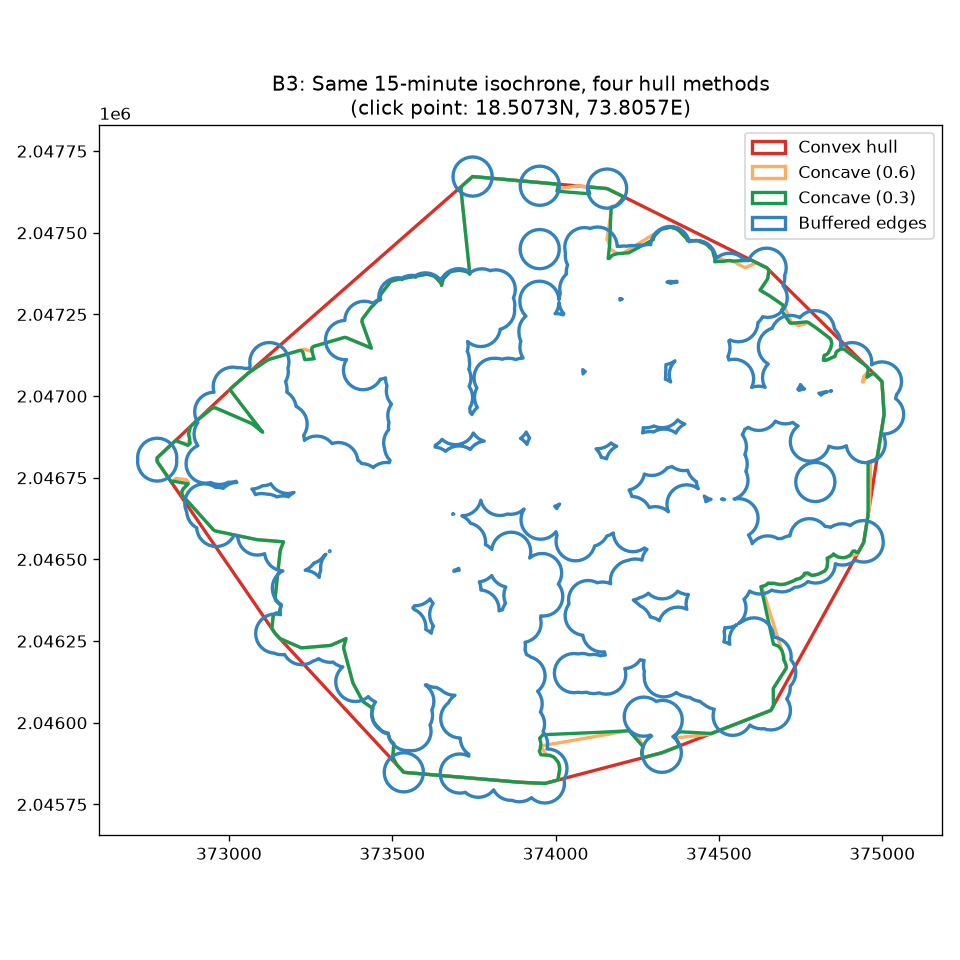 B3: Same 15-minute isochrone, four hull methods
(click point: 18.5073N, 73.8057E)
1e6
Convex hull
Concave (0.6)
Concave (0.3)
Buffered edges
2.04775
2.04750
2.04725
2.04700
2.04675
2.04650
2.04625
2.04600
2.04575
373000 373500 374000 374500 375000